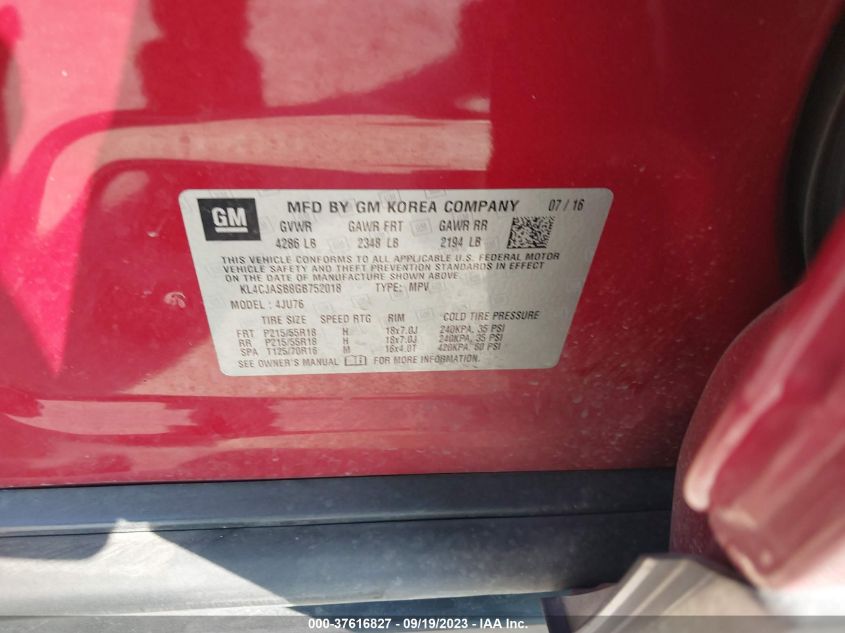 GM
MFD BY GM KOREA COMPANY 07 / 16
GVWR GAWR FRT GAWR RR
4286 LB 2348 LB 2194 LB
THIS VEHICLE CONFORMS TO ALL APPLICABLE U.S. FEDERAL MOTOR
VEHICLE SAFETY AND THEFT PREVENTION STANDARDS IN EFFECT
ON THE DATE OF MANUFACTURE SHOWN ABOVE.
KL4CJASB8GB752018 TYPE: MPV
MODEL : 4JU76
TIRE SIZE SPEED RTG RIM COLD TIRE PRESSURE
FRT P215/55R18 H 18x7.0J 240KPA, 35 PSI
RR P215/55R18 H 18x7.0J 240KPA, 35 PSI
SPA T125/70R16 M 16x4.0T 420KPA, 60 PSI
SEE OWNER'S MANUAL FOR MORE INFORMATION.
000-37616827 - 09/19/2023 - IAA Inc.